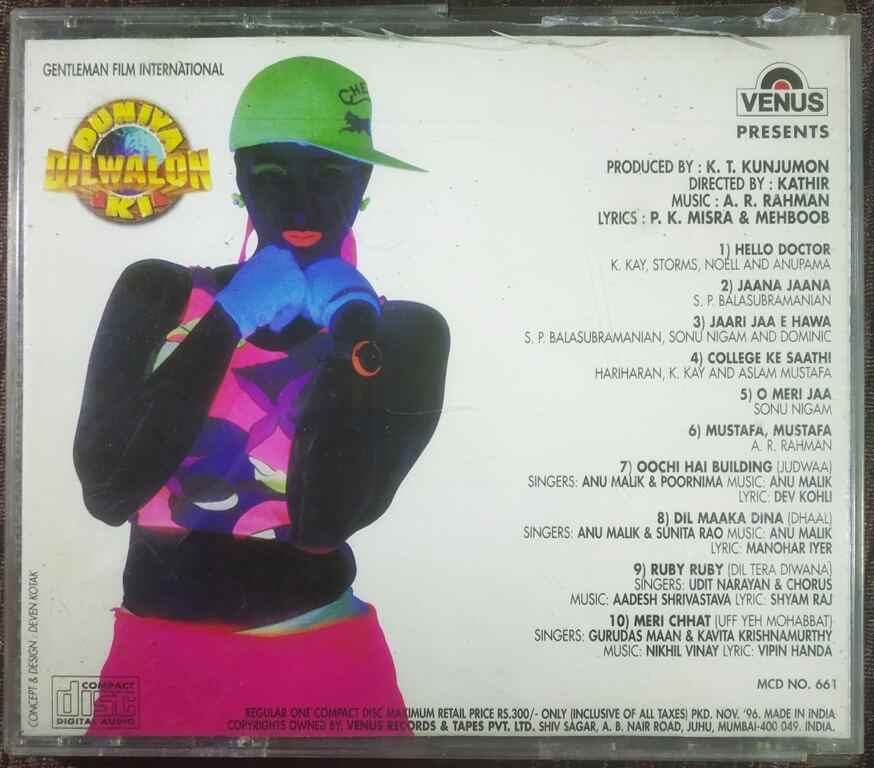 GENTLEMAN FILM INTERNATIONAL
DUNIYA
DILWALON
KI
VENUS
PRESENTS
PRODUCED BY : K. T. KUNJUMON
DIRECTED BY : KATHIR
MUSIC : A. R. RAHMAN
LYRICS : P. K. MISRA & MEHBOOB
1) HELLO DOCTOR
K. KAY, STORMS, NOELL AND ANUPAMA
2) JAANA JAANA
S. P. BALASUBRAMANIAN
3) JAARI JAA E HAWA
S. P. BALASUBRAMANIAN, SONU NIGAM AND DOMINIC
4) COLLEGE KE SAATHI
HARIHARAN, K. KAY AND ASLAM MUSTAFA
5) O MERI JAA
SONU NIGAM
6) MUSTAFA, MUSTAFA
A. R. RAHMAN
7) OOCHI HAI BUILDING (JUDWAA)
SINGERS: ANU MALIK & POORNIMA MUSIC: ANU MALIK
LYRIC: DEV KOHLI
8) DIL MAAKA DINA (DHAAL)
SINGERS: ANU MALIK & SUNITA RAO MUSIC: ANU MALIK
LYRIC: MANOHAR IYER
9) RUBY RUBY (DIL TERA DIWANA)
SINGERS: UDIT NARAYAN & CHORUS
MUSIC: AADESH SHRIVASTAVA LYRIC: SHYAM RAJ
10) MERI CHHAT (UFF YEH MOHABBAT)
SINGERS: GURUDAS MAAN & KAVITA KRISHNAMURTHY
MUSIC: NIKHIL VINAY LYRIC: VIPIN HANDA
MCD NO. 661
CONCEPT & DESIGN : DEVEN KOTAK
COMPACT
disc
DIGITAL AUDIO
REGULAR ONE COMPACT DISC MAXIMUM RETAIL PRICE RS.300/- ONLY (INCLUSIVE OF ALL TAXES) PKD. NOV. '96. MADE IN INDIA
COPYRIGHTS OWNED BY: VENUS RECORDS & TAPES PVT. LTD. SHIV SAGAR, A. B. NAIR ROAD, JUHU, MUMBAI-400 049. INDIA.